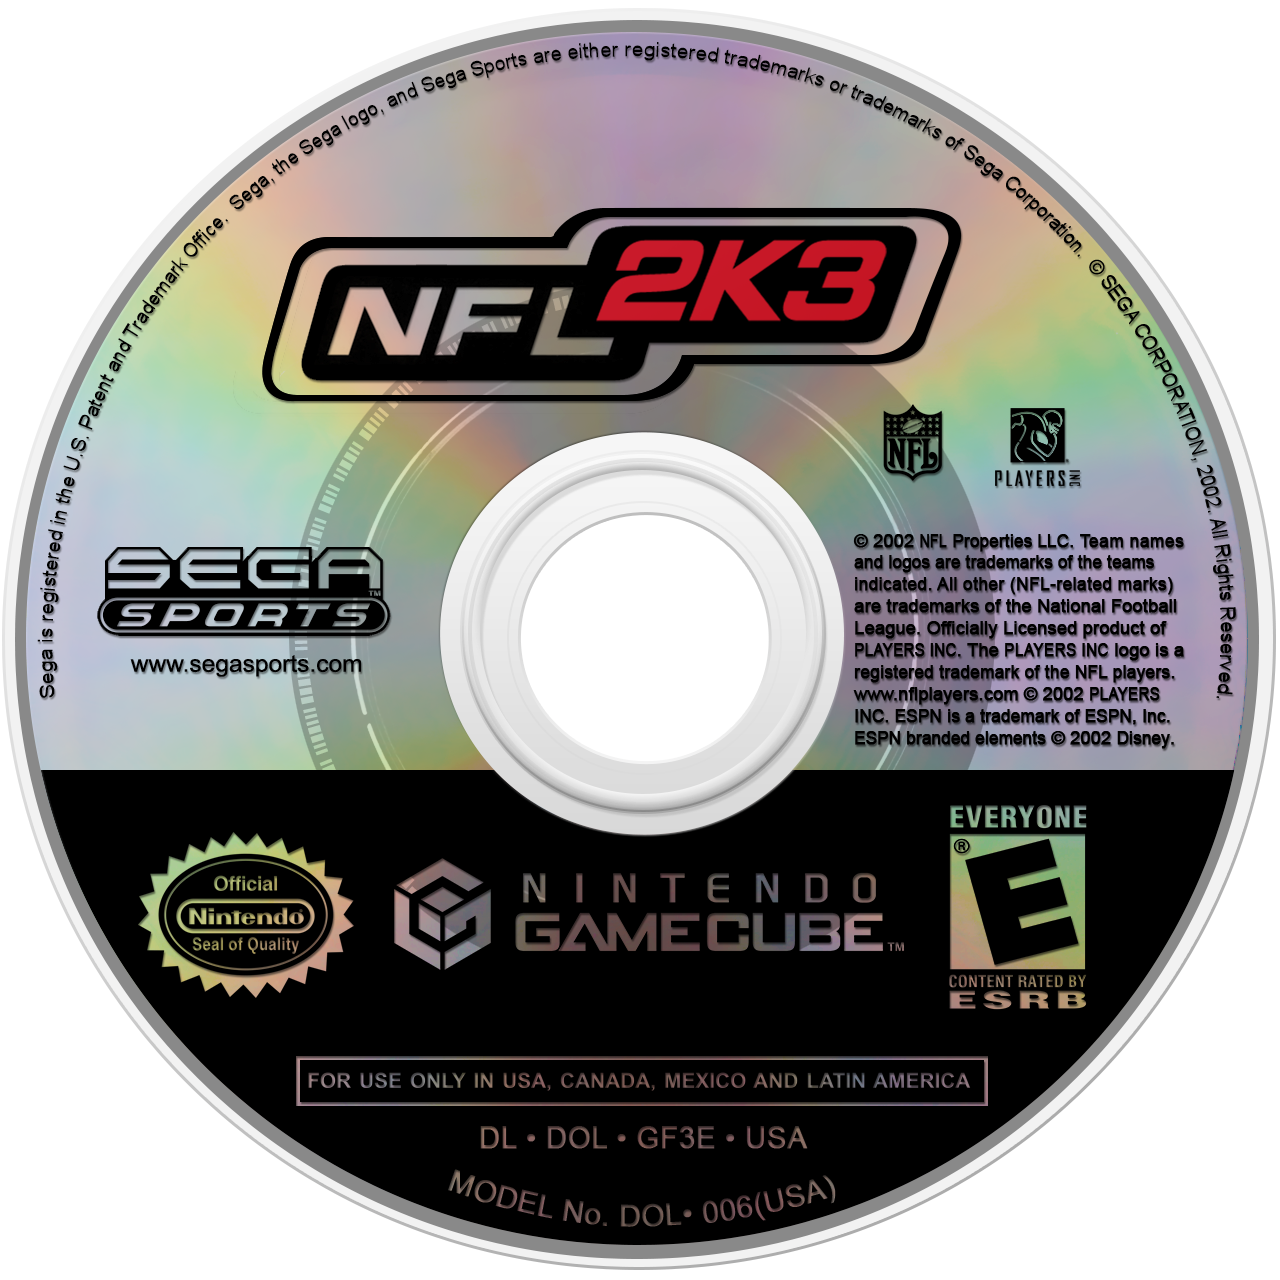 Sega is registered in the U.S. Patent and Trademark Office. Sega, the Sega logo, and Sega Sports are either registered trademarks or trademarks of Sega Corporation. © SEGA CORPORATION, 2002. All Rights Reserved.
NFL 2K3
NFL
PLAYERS INC
SEGA
SPORTS
TM
www.segasports.com
© 2002 NFL Properties LLC. Team names
and logos are trademarks of the teams
indicated. All other (NFL-related marks)
are trademarks of the National Football
League. Officially Licensed product of
PLAYERS INC. The PLAYERS INC logo is a
registered trademark of the NFL players.
www.nflplayers.com © 2002 PLAYERS
INC. ESPN is a trademark of ESPN, Inc.
ESPN branded elements © 2002 Disney.
Official
Nintendo®
Seal of Quality
NINTENDO
GAMECUBE™
EVERYONE
®
E
CONTENT RATED BY
ESRB
FOR USE ONLY IN USA, CANADA, MEXICO AND LATIN AMERICA
DL • DOL • GF3E • USA
MODEL No. DOL• 006(USA)